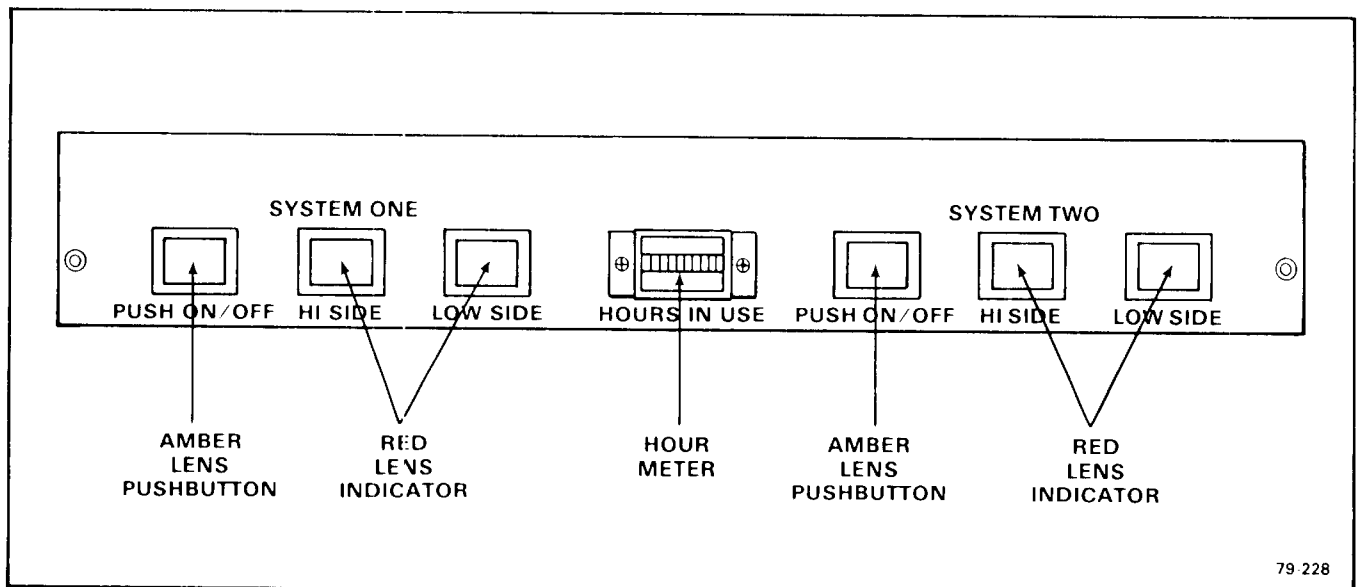 SYSTEM ONE
SYSTEM TWO
PUSH ON/OFF HI SIDE LOW SIDE HOURS IN USE PUSH ON/OFF HI SIDE LOW SIDE
AMBER
LENS
PUSHBUTTON
RED
LENS
INDICATOR
HOUR
METER
AMBER
LENS
PUSHBUTTON
RED
LENS
INDICATOR
79-228